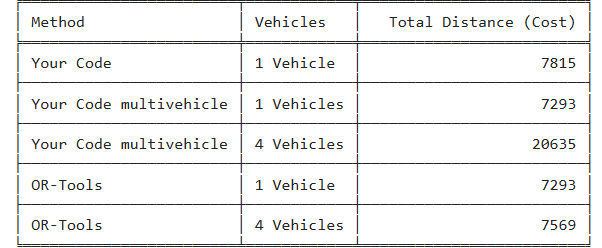 Method Vehicles Total Distance (Cost)
Your Code 1 Vehicle 7815
Your Code multivehicle 1 Vehicles 7293
Your Code multivehicle 4 Vehicles 20635
OR-Tools 1 Vehicle 7293
OR-Tools 4 Vehicles 7569